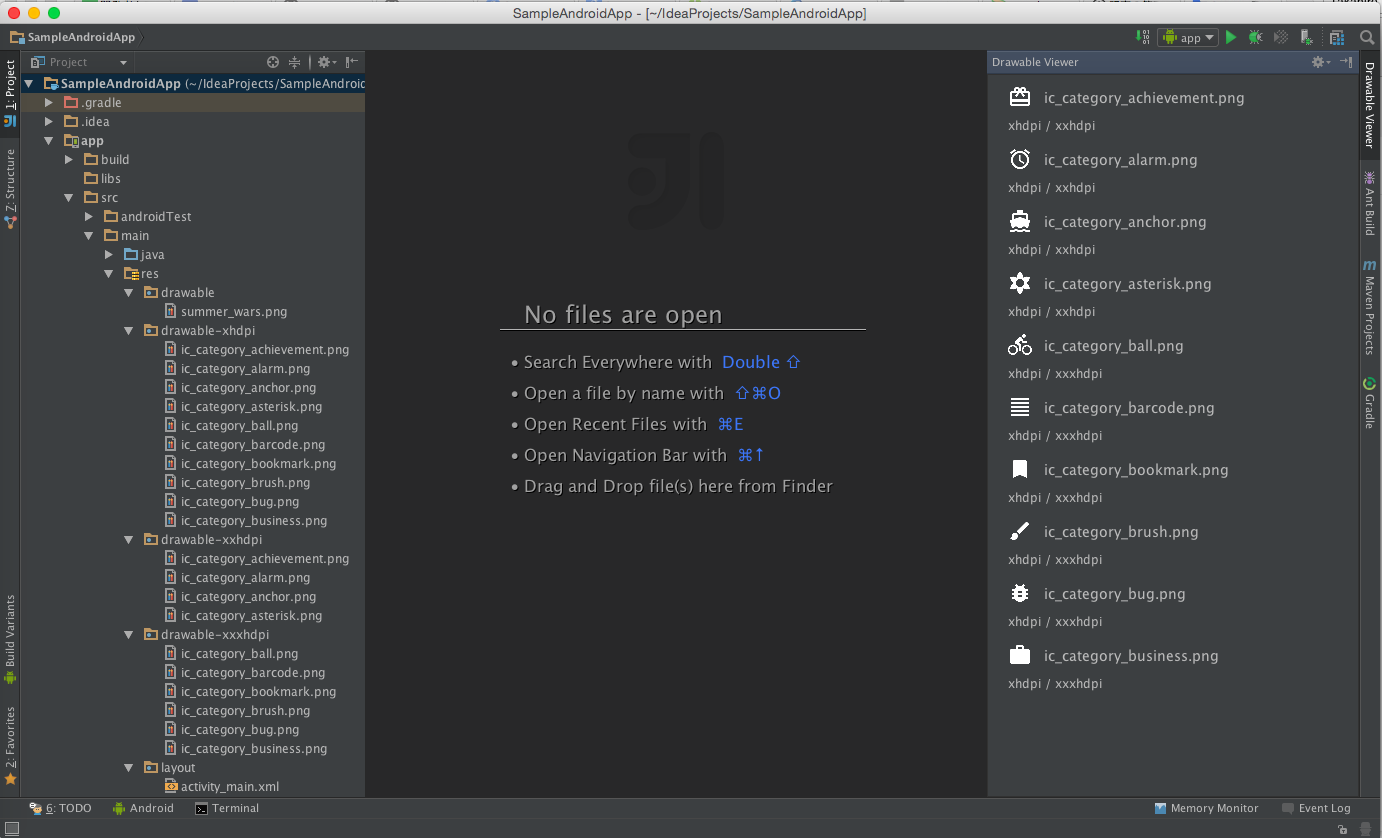 SampleAndroidApp - [~/IdeaProjects/SampleAndroidApp]
SampleAndroidApp
app
Project
1: Project
Z: Structure
Build Variants
2: Favorites
SampleAndroidApp (~/IdeaProjects/SampleAndroid
.gradle
.idea
app
build
libs
src
androidTest
main
java
res
drawable
summer_wars.png
drawable-xhdpi
ic_category_achievement.png
ic_category_alarm.png
ic_category_anchor.png
ic_category_asterisk.png
ic_category_ball.png
ic_category_barcode.png
ic_category_bookmark.png
ic_category_brush.png
ic_category_bug.png
ic_category_business.png
drawable-xxhdpi
ic_category_achievement.png
ic_category_alarm.png
ic_category_anchor.png
ic_category_asterisk.png
drawable-xxxhdpi
ic_category_ball.png
ic_category_barcode.png
ic_category_bookmark.png
ic_category_brush.png
ic_category_bug.png
ic_category_business.png
layout
activity_main.xml
No files are open
• Search Everywhere with Double ⇧
• Open a file by name with ⇧⌘O
• Open Recent Files with ⌘E
• Open Navigation Bar with ⌘↑
• Drag and Drop file(s) here from Finder
Drawable Viewer
ic_category_achievement.png
xhdpi / xxhdpi
ic_category_alarm.png
xhdpi / xxhdpi
ic_category_anchor.png
xhdpi / xxhdpi
ic_category_asterisk.png
xhdpi / xxhdpi
ic_category_ball.png
xhdpi / xxxhdpi
ic_category_barcode.png
xhdpi / xxxhdpi
ic_category_bookmark.png
xhdpi / xxxhdpi
ic_category_brush.png
xhdpi / xxxhdpi
ic_category_bug.png
xhdpi / xxxhdpi
ic_category_business.png
xhdpi / xxxhdpi
Drawable Viewer
Ant Build
Maven Projects
Gradle
6: TODO
Android
Terminal
Memory Monitor
Event Log